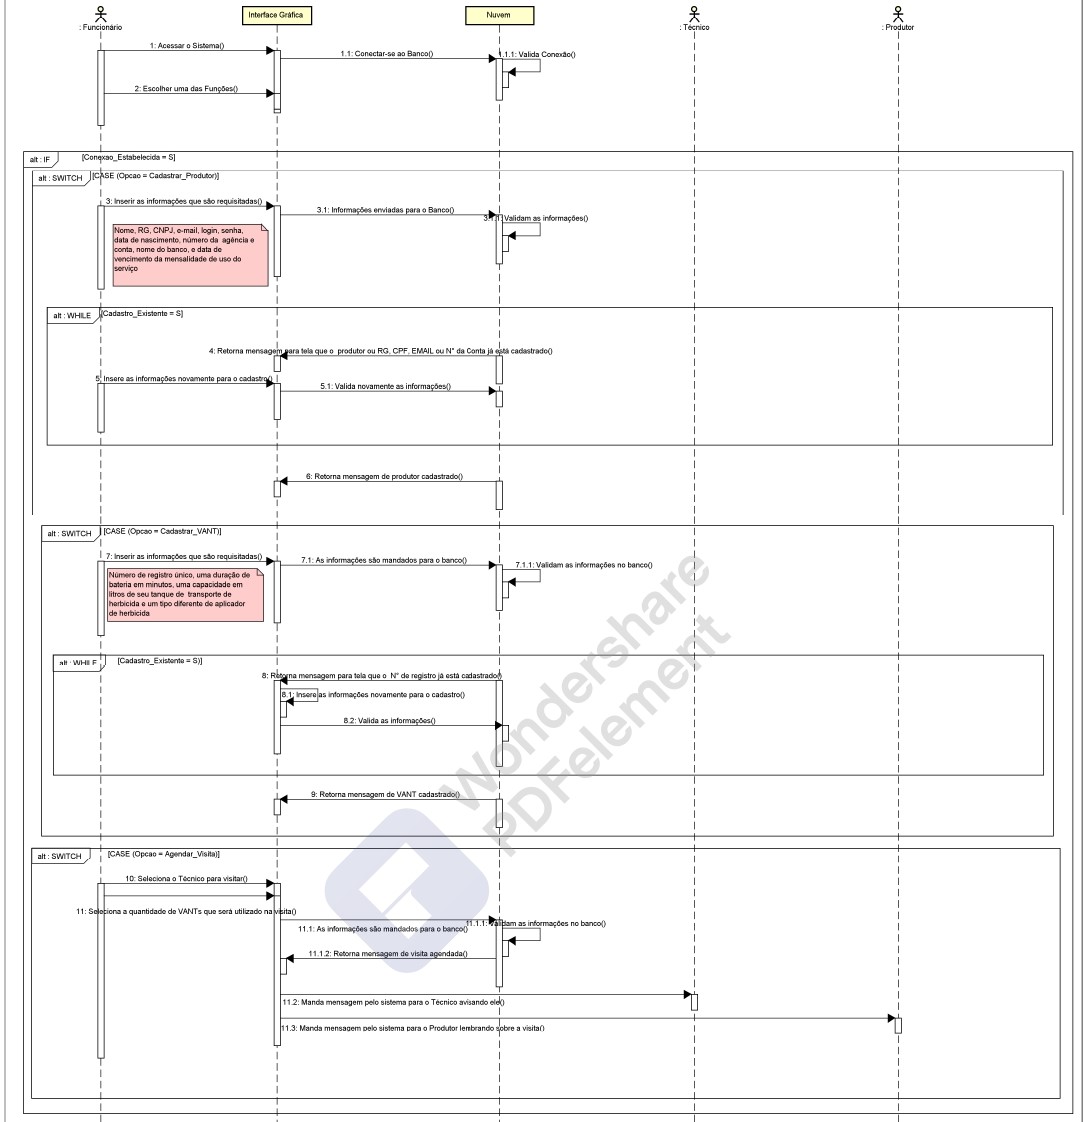 : Funcionário
Interface Gráfica
Nuvem
: Técnico
: Produtor
1: Acessar o Sistema()
1.1: Conectar-se ao Banco()
1.1.1: Valida Conexão()
2: Escolher uma das Funções()
alt : IF
[Conexao_Estabelecida = S]
alt : SWITCH
[CASE (Opcao = Cadastrar_Produtor)]
3: Inserir as informações que são requisitadas()
3.1: Informações enviadas para o Banco()
3.1.1: Validam as informações()
Nome, RG, CNPJ, e-mail, login, senha,
data de nascimento, número da agência e
conta, nome do banco, e data de
vencimento da mensalidade de uso do
serviço
alt : WHILE
[Cadastro_Existente = S]
4: Retorna mensagem para tela que o produtor ou RG, CPF, EMAIL ou N° da Conta já está cadastrado()
5: Insere as informações novamente para o cadastro()
5.1: Valida novamente as informações()
6: Retorna mensagem de produtor cadastrado()
alt : SWITCH
[CASE (Opcao = Cadastrar_VANT)]
7: Inserir as informações que são requisitadas()
7.1: As informações são mandados para o banco()
7.1.1: Validam as informações no banco()
Número de registro único, uma duração de
bateria em minutos, uma capacidade em
litros de seu tanque de transporte de
herbicida e um tipo diferente de aplicador
de herbicida
alt : WHILE
[Cadastro_Existente = S)]
8: Retorna mensagem para tela que o N° de registro já está cadastrado()
8.1: Insere as informações novamente para o cadastro()
8.2: Valida as informações()
9: Retorna mensagem de VANT cadastrado()
alt : SWITCH
[CASE (Opcao = Agendar_Visita)]
10: Seleciona o Técnico para visitar()
11: Seleciona a quantidade de VANTs que será utilizado na visita()
11.1: As informações são mandados para o banco()
11.1.1: Validam as informações no banco()
11.1.2: Retorna mensagem de visita agendada()
11.2: Manda mensagem pelo sistema para o Técnico avisando ele()
11.3: Manda mensagem pelo sistema para o Produtor lembrando sobre a visita()
Wondershare
PDFelement